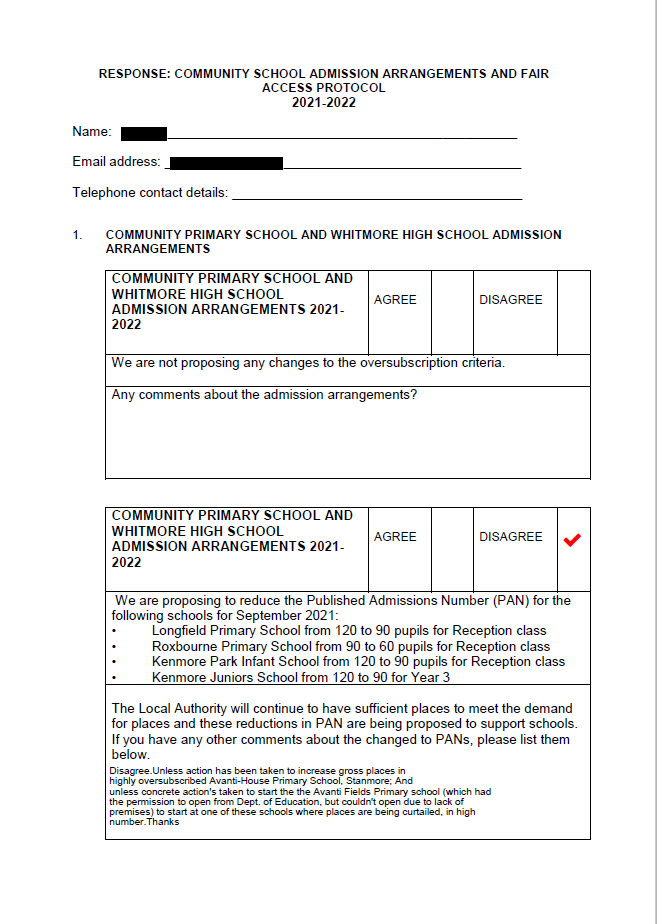 RESPONSE: COMMUNITY SCHOOL ADMISSION ARRANGEMENTS AND FAIR
ACCESS PROTOCOL
2021-2022
Name:
Email address:
Telephone contact details:
1. COMMUNITY PRIMARY SCHOOL AND WHITMORE HIGH SCHOOL ADMISSION
ARRANGEMENTS
COMMUNITY PRIMARY SCHOOL AND
WHITMORE HIGH SCHOOL
ADMISSION ARRANGEMENTS 2021-
2022
AGREE
DISAGREE
We are not proposing any changes to the oversubscription criteria.
Any comments about the admission arrangements?
COMMUNITY PRIMARY SCHOOL AND
WHITMORE HIGH SCHOOL
ADMISSION ARRANGEMENTS 2021-
2022
AGREE
DISAGREE ✓
We are proposing to reduce the Published Admissions Number (PAN) for the
following schools for September 2021:
• Longfield Primary School from 120 to 90 pupils for Reception class
• Roxbourne Primary School from 90 to 60 pupils for Reception class
• Kenmore Park Infant School from 120 to 90 pupils for Reception class
• Kenmore Juniors School from 120 to 90 for Year 3
The Local Authority will continue to have sufficient places to meet the demand
for places and these reductions in PAN are being proposed to support schools.
If you have any other comments about the changed to PANs, please list them
below.
Disagree.Unless action has been taken to increase gross places in
highly oversubscribed Avanti-House Primary School, Stanmore; And
unless concrete action's taken to start the the Avanti Fields Primary school (which had
the permission to open from Dept. of Education, but couldn't open due to lack of
premises) to start at one of these schools where places are being curtailed, in high
number.Thanks